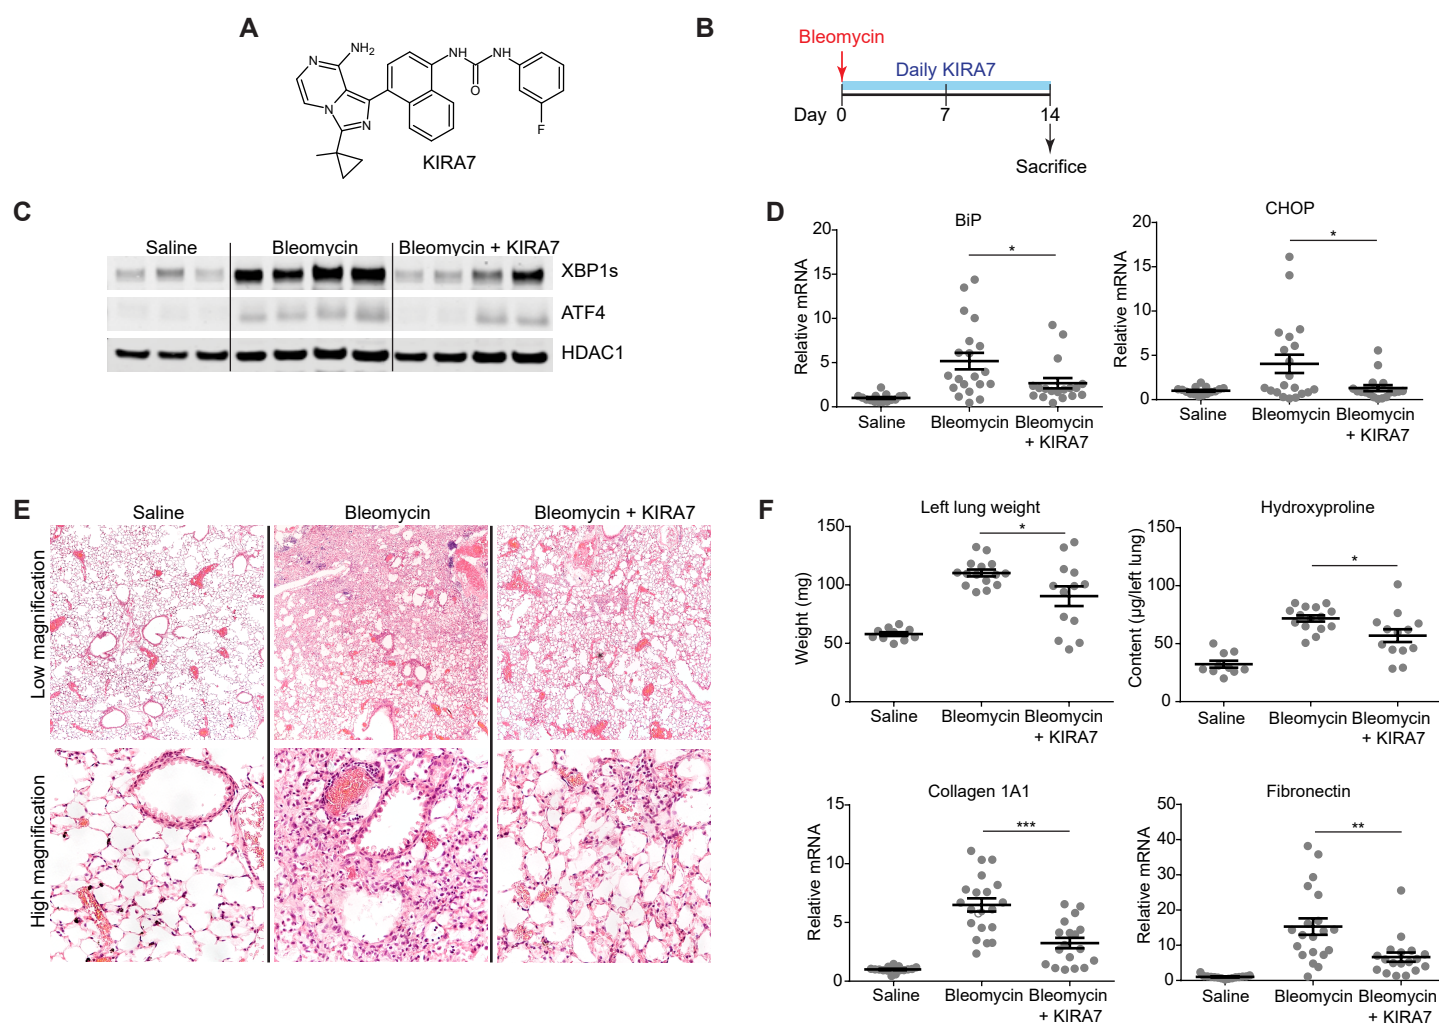 A
NH2
N
N
N
NH
NH
O
F
KIRA7
B
Bleomycin
Daily KIRA7
Day 0 7 14
Sacrifice
C
Saline Bleomycin Bleomycin + KIRA7
XBP1s
ATF4
HDAC1
D
BiP
*
Relative mRNA
20
15
10
5
0
Saline Bleomycin Bleomycin
+ KIRA7
CHOP
*
Relative mRNA
20
15
10
5
0
Saline Bleomycin Bleomycin
+ KIRA7
E
Saline Bleomycin Bleomycin + KIRA7
Low magnification
High magnification
F
Left lung weight
*
Weight (mg)
150
100
50
0
Saline Bleomycin Bleomycin
+ KIRA7
Hydroxyproline
*
Content (µg/left lung)
150
100
50
0
Saline Bleomycin Bleomycin
+ KIRA7
Collagen 1A1
***
Relative mRNA
15
10
5
0
Saline Bleomycin Bleomycin
+ KIRA7
Fibronectin
**
Relative mRNA
50
40
30
20
10
0
Saline Bleomycin Bleomycin
+ KIRA7